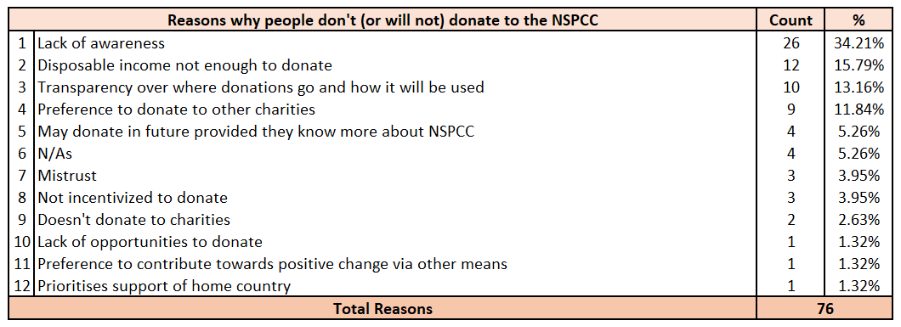 Reasons why people don't (or will not) donate to the NSPCC Count %
1 Lack of awareness 26 34.21%
2 Disposable income not enough to donate 12 15.79%
3 Transparency over where donations go and how it will be used 10 13.16%
4 Preference to donate to other charities 9 11.84%
5 May donate in future provided they know more about NSPCC 4 5.26%
6 N/As 4 5.26%
7 Mistrust 3 3.95%
8 Not incentivized to donate 3 3.95%
9 Doesn't donate to charities 2 2.63%
10 Lack of opportunities to donate 1 1.32%
11 Preference to contribute towards positive change via other means 1 1.32%
12 Prioritises support of home country 1 1.32%
Total Reasons 76